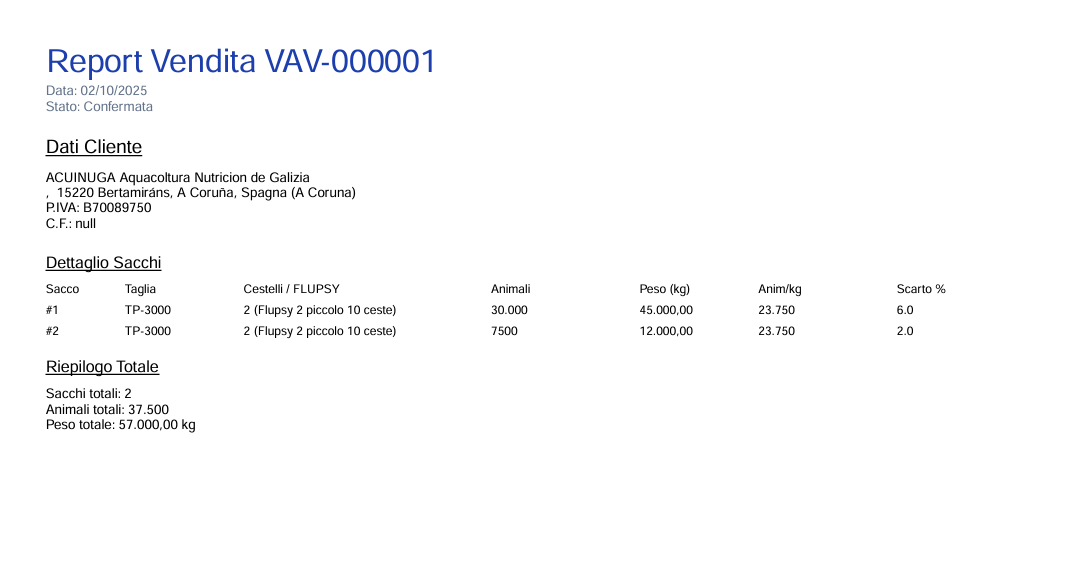 Report Vendita VAV-000001
Data: 02/10/2025
Stato: Confermata
Dati Cliente
ACUINUGA Aquacoltura Nutricion de Galizia
,  15220 Bertamiráns, A Coruña, Spagna (A Coruna)
P.IVA: B70089750
C.F.: null
Dettaglio Sacchi
Sacco Taglia Cestelli / FLUPSY Animali Peso (kg) Anim/kg Scarto %
#1 TP-3000 2 (Flupsy 2 piccolo 10 ceste) 30.000 45.000,00 23.750 6.0
#2 TP-3000 2 (Flupsy 2 piccolo 10 ceste) 7500 12.000,00 23.750 2.0
Riepilogo Totale
Sacchi totali: 2
Animali totali: 37.500
Peso totale: 57.000,00 kg